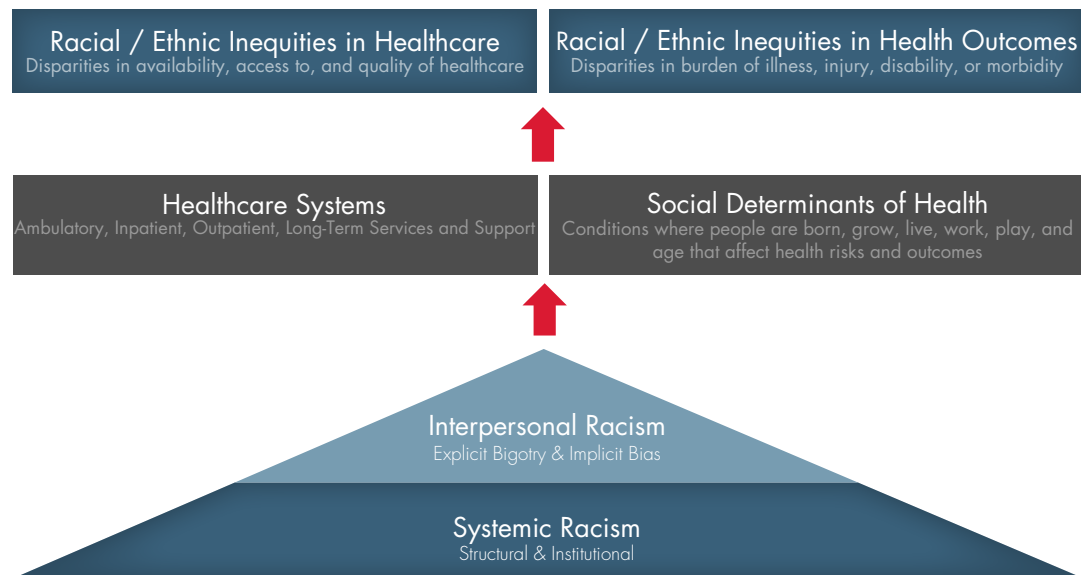 Racial / Ethnic Inequities in Healthcare
Disparities in availability, access to, and quality of healthcare
Racial / Ethnic Inequities in Health Outcomes
Disparities in burden of illness, injury, disability, or morbidity
Healthcare Systems
Ambulatory, Inpatient, Outpatient, Long-Term Services and Support
Social Determinants of Health
Conditions where people are born, grow, live, work, play, and
age that affect health risks and outcomes
Interpersonal Racism
Explicit Bigotry & Implicit Bias
Systemic Racism
Structural & Institutional